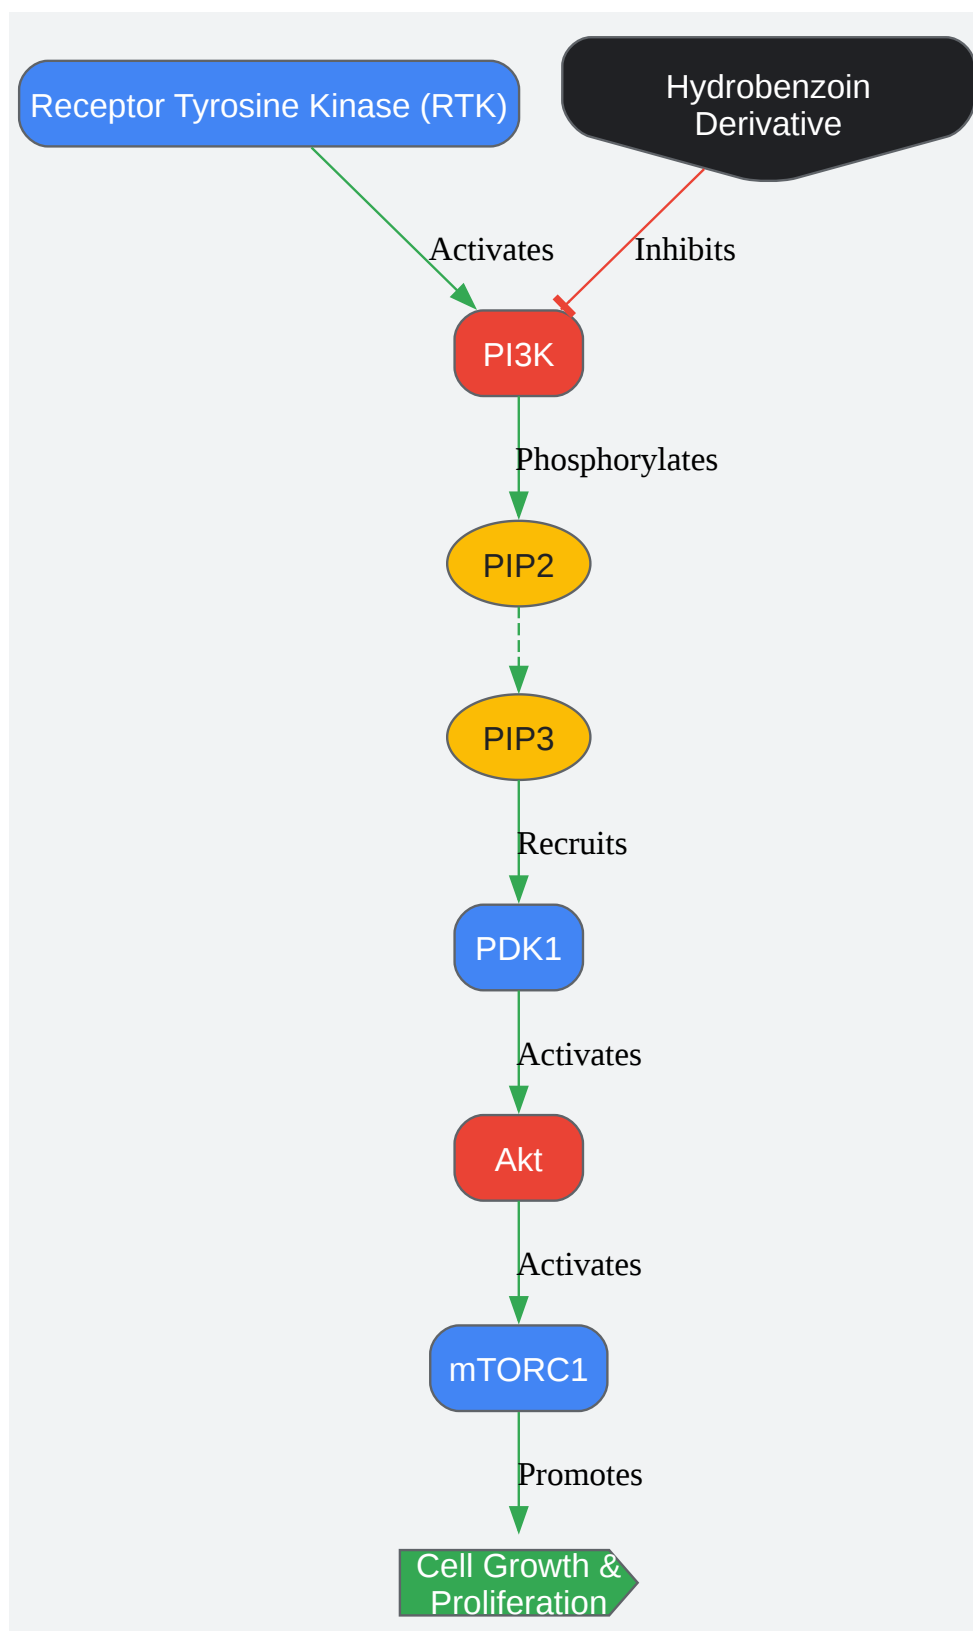 Receptor Tyrosine Kinase (RTK)
Hydrobenzoin
Derivative
Activates
Inhibits
PI3K
Phosphorylates
PIP2
PIP3
Recruits
PDK1
Activates
Akt
Activates
mTORC1
Promotes
Cell Growth &
Proliferation